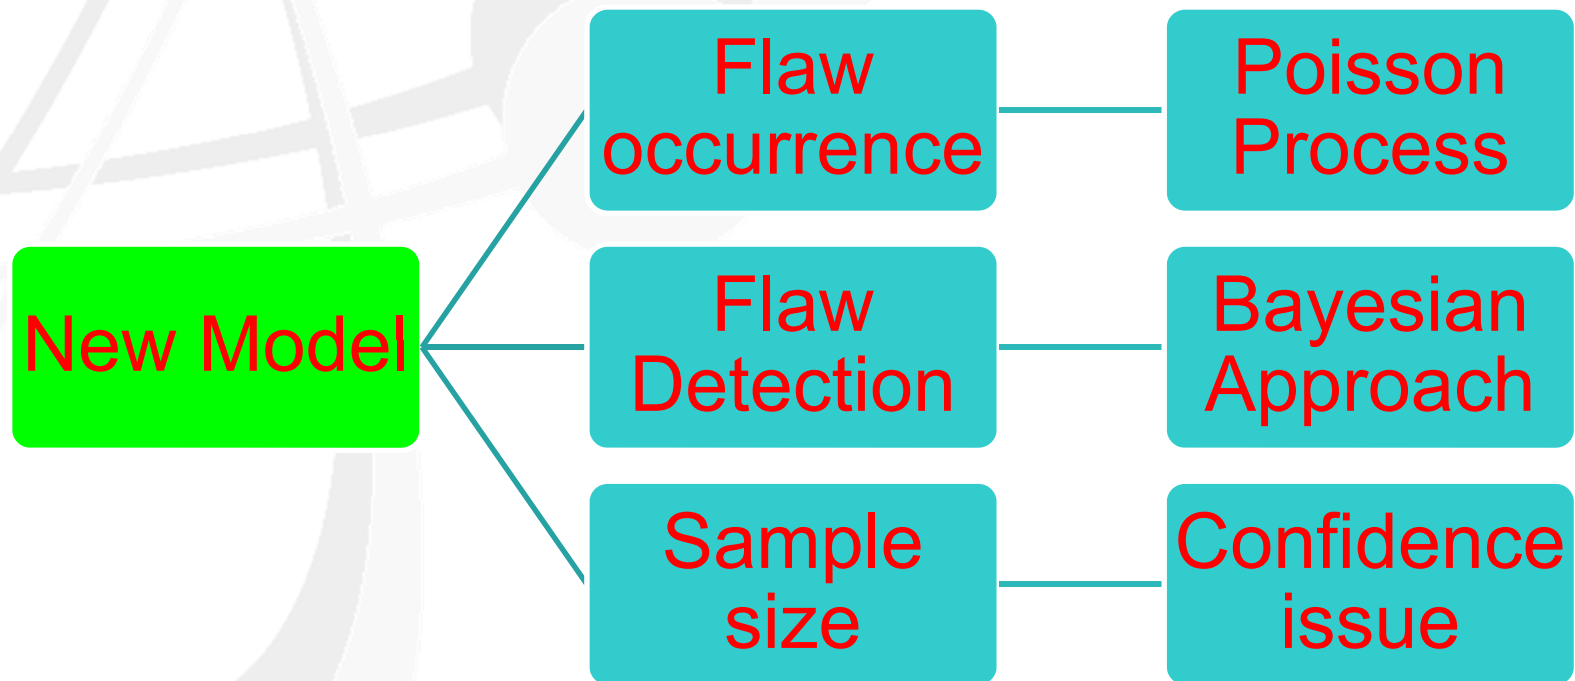 Flaw
occurrence
Poisson
Process
New Model
Flaw
Detection
Bayesian
Approach
Sample
size
Confidence
issue